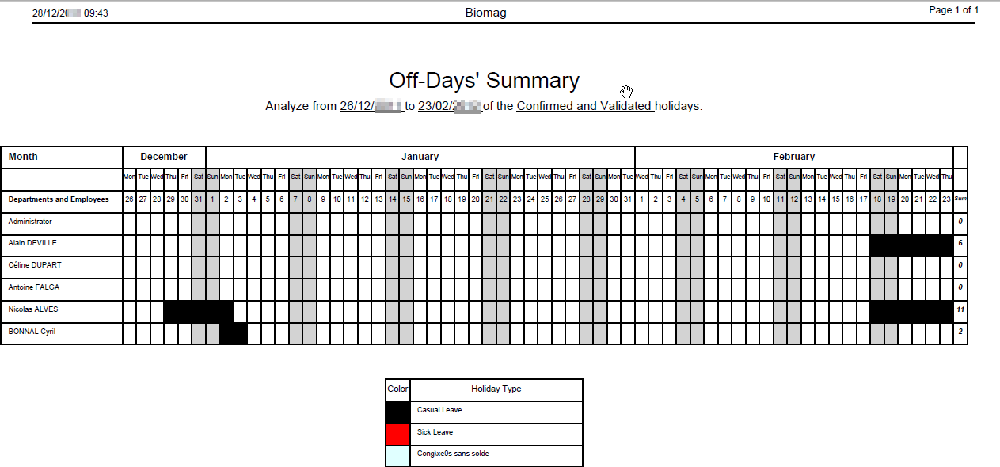 28/12/2 09:43 Biomag Page 1 of 1
Off-Days' Summary
Analyze from 26/12/ to 23/02/2 of the Confirmed and Validated holidays.
Month December January February
Mon Tue Wed Thu Fri Sat Sun Mon Tue Wed Thu Fri Sat Sun Mon Tue Wed Thu Fri Sat Sun Mon Tue Wed Thu Fri Sat Sun Mon Tue Wed Thu Fri Sat Sun Mon Tue Wed Thu Fri Sat Sun Mon Tue Wed Thu Fri Sat Sun Mon Tue Wed Thu Fri Sat Sun Mon Tue Wed Thu
Departments and Employees 26 27 28 29 30 31 1 2 3 4 5 6 7 8 9 10 11 12 13 14 15 16 17 18 19 20 21 22 23 24 25 26 27 28 29 30 31 1 2 3 4 5 6 7 8 9 10 11 12 13 14 15 16 17 18 19 20 21 22 23 Sum
Administrator 0
Alain DEVILLE 6
Céline DUPART 0
Antoine FALGA 0
Nicolas ALVES 11
BONNAL Cyril 2
Color Holiday Type
Casual Leave
Sick Leave
Cong\xe9s sans solde